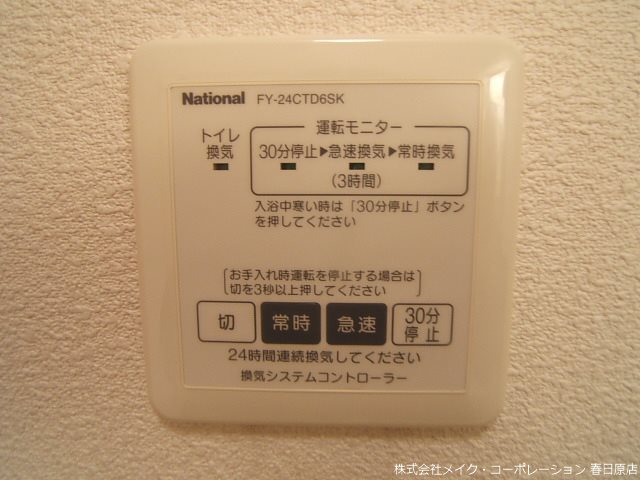 National FY-24CTD6SK
トイレ
換気
運転モニター
30分停止▶急速換気▶常時換気
(3時間)
入浴中寒い時は「30分停止」ボタン
を押してください
お手入れ時運転を停止する場合は
切を3秒以上押してください
切 常時 急速 30分
停止
24時間連続換気してください
換気システムコントローラー
株式会社メイク・コーポレーション 春日原店